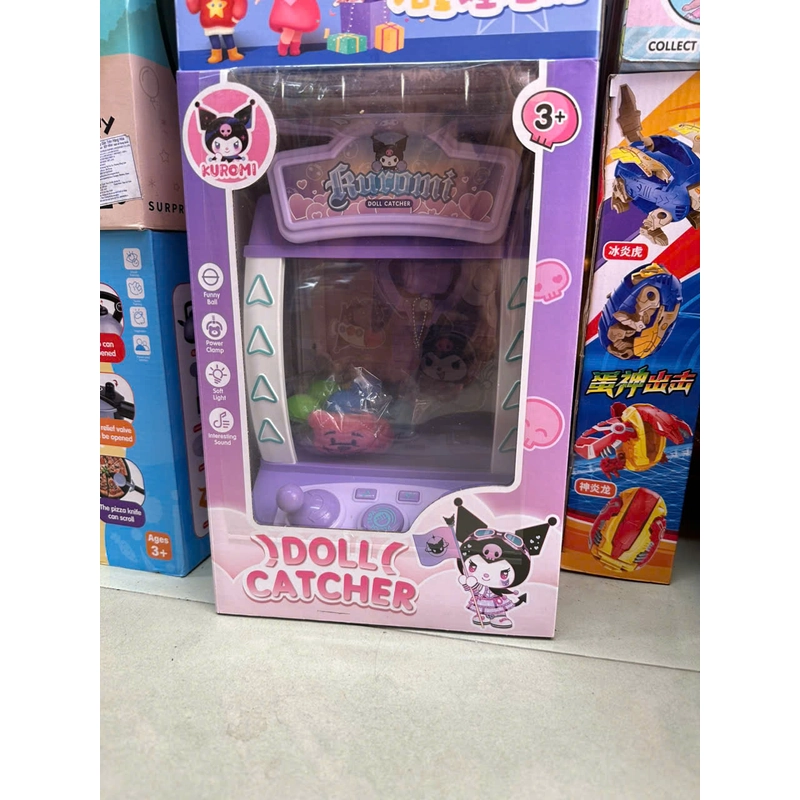 COLLECT
3+
KUROMI
Kuromi
DOLL CATCHER
SURPR
Funny
Ball
Power
Clamp
Soft
Light
Interesting
Sound
can
pened
relief valve
be opened
The pizza knife
can scroll
Ages
3+
DOLL
CATCHER
冰炎虎
蛋神出击
神炎龙